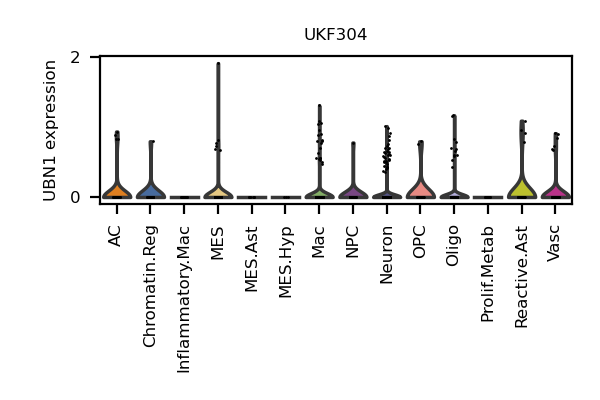 UKF304
UBN1 expression
2
0
AC
Chromatin.Reg
Inflammatory.Mac
MES
MES.Ast
MES.Hyp
Mac
NPC
Neuron
OPC
Oligo
Prolif.Metab
Reactive.Ast
Vasc